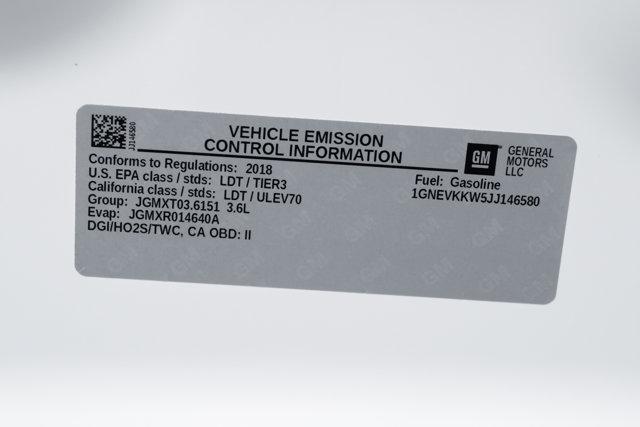 JJ146580
VEHICLE EMISSION
CONTROL INFORMATION
GM
GENERAL
MOTORS
LLC
Conforms to Regulations: 2018
U.S. EPA class / stds: LDT / TIER3
California class / stds: LDT / ULEV70
Group: JGMXT03.6151 3.6L
Evap: JGMXR014640A
DGI/HO2S/TWC, CA OBD: II
Fuel: Gasoline
1GNEVKKW5JJ146580